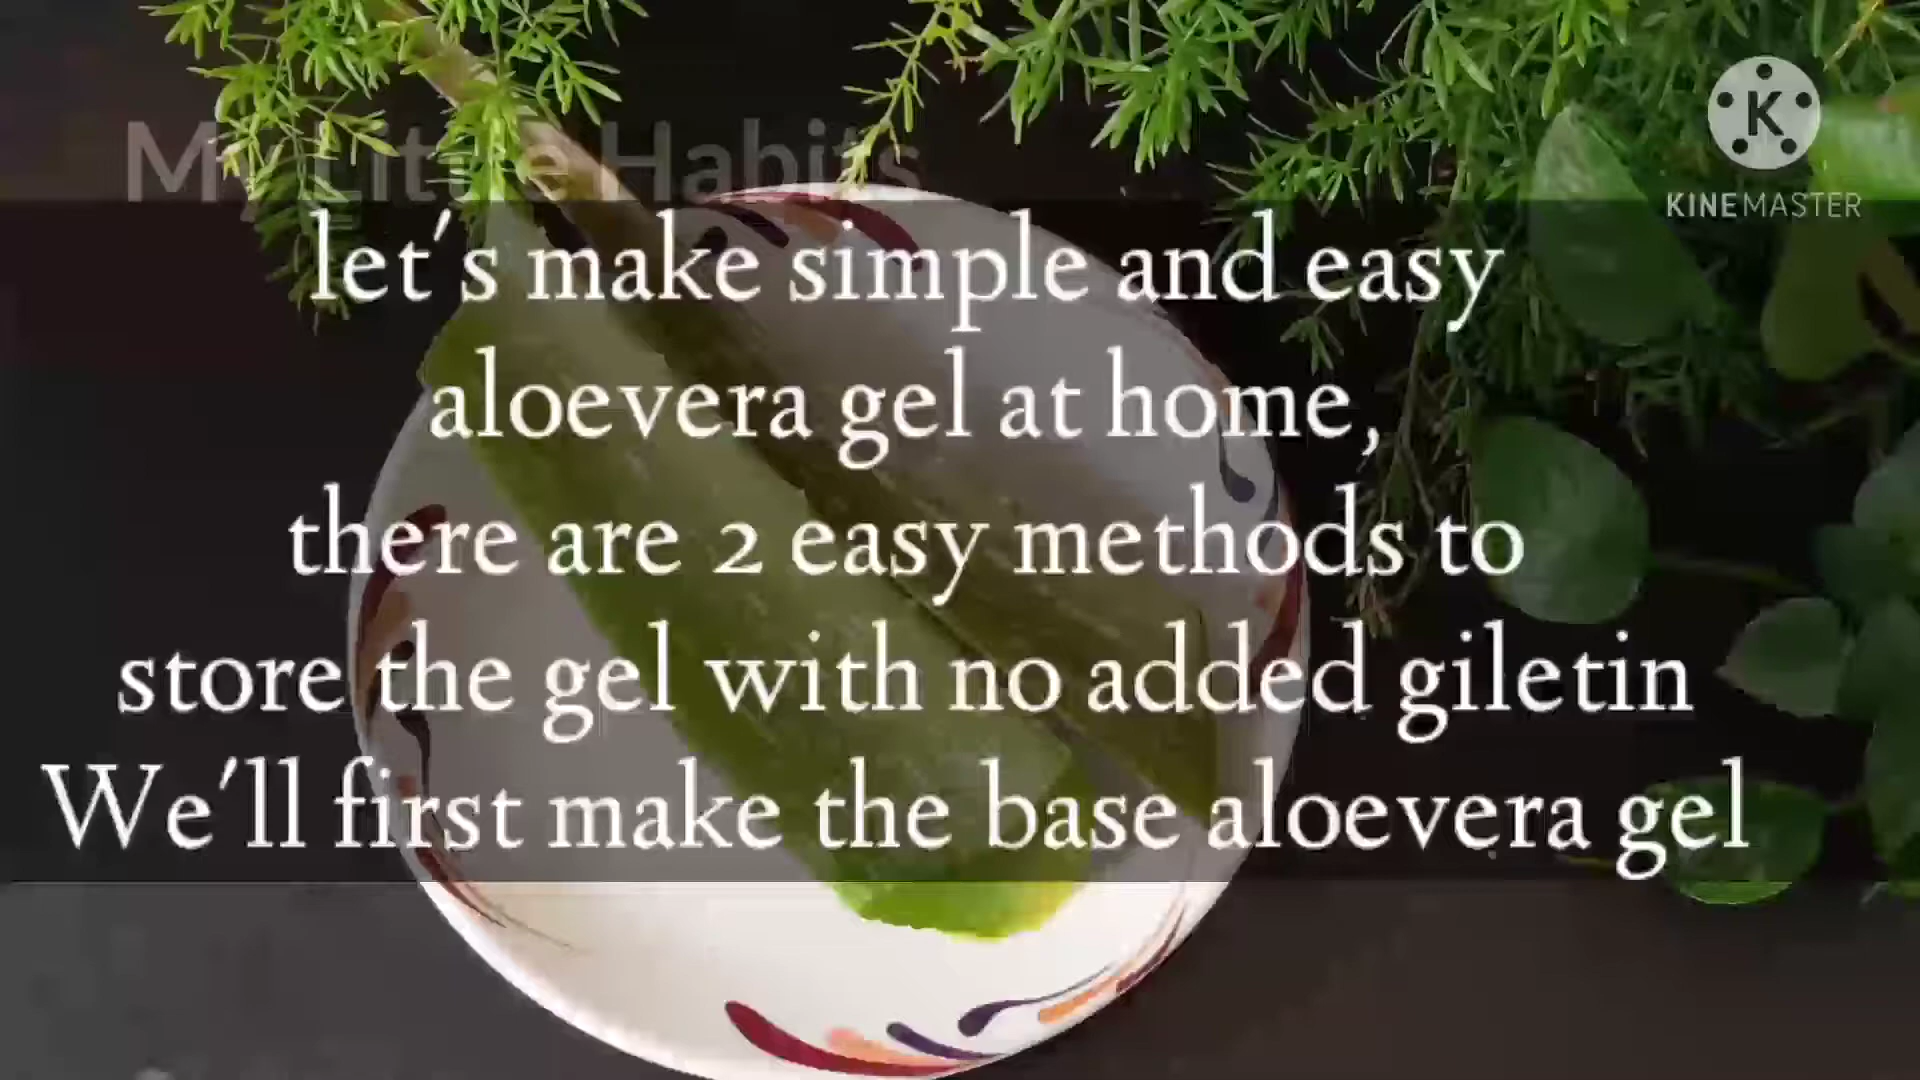 My Little Habits
KINEMASTER
let's make simple and easy
aloevera gel at home,
there are 2 easy methods to
store the gel with no added giletin
We'll first make the base aloevera gel